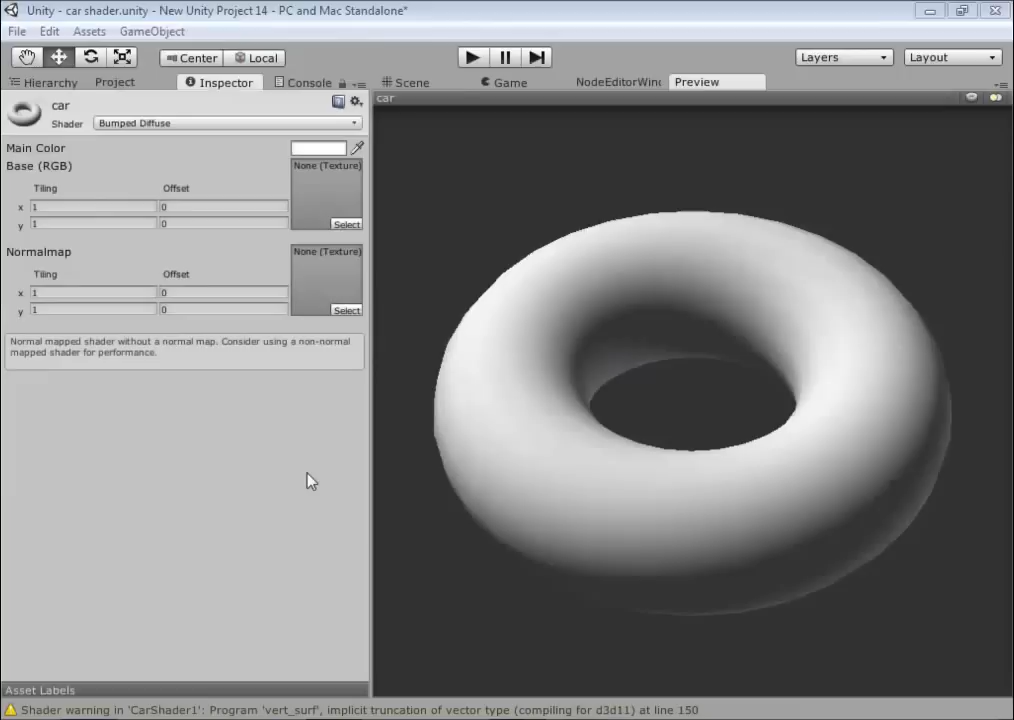 Unity - car shader.unity - New Unity Project 14 - PC and Mac Standalone*
File Edit Assets GameObject
Center Local Layers Layout
Hierarchy Project Inspector Console Scene Game NodeEditorWin Preview
car
car
Shader Bumped Diffuse
Main Color
Base (RGB) None (Texture)
Tiling Offset
x 1 0
y 1 0 Select
Normalmap None (Texture)
Tiling Offset
x 1 0
y 1 0 Select
Normal mapped shader without a normal map. Consider using a non-normal
mapped shader for performance.
Asset Labels
Shader warning in 'CarShader1': Program 'vert_surf', implicit truncation of vector type (compiling for d3d11) at line 150